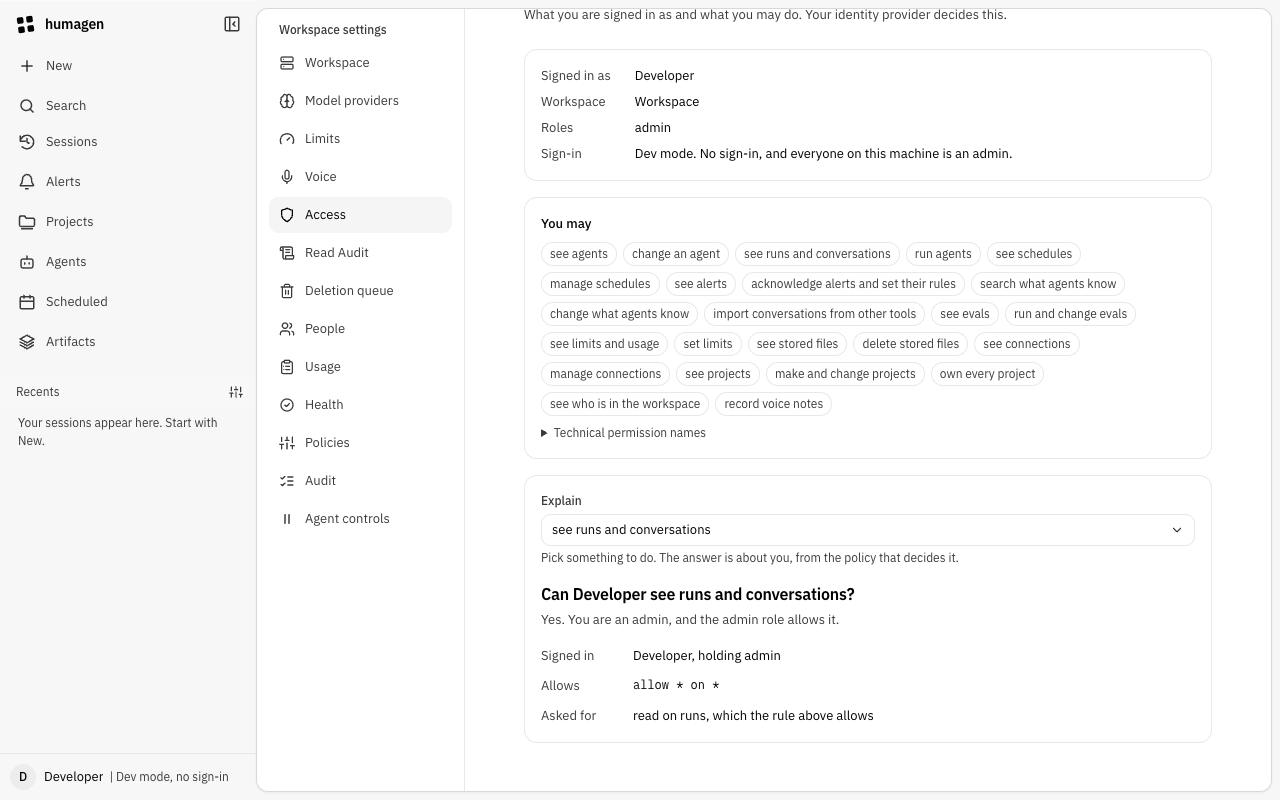 humagen
New
Search
Sessions
Alerts
Projects
Agents
Scheduled
Artifacts
Recents
Your sessions appear here. Start with
New.
D Developer | Dev mode, no sign-in
Workspace settings
Workspace
Model providers
Limits
Voice
Access
Read Audit
Deletion queue
People
Usage
Health
Policies
Audit
Agent controls
What you are signed in as and what you may do. Your identity provider decides this.
Signed in as Developer
Workspace Workspace
Roles admin
Sign-in Dev mode. No sign-in, and everyone on this machine is an admin.
You may
see agents change an agent see runs and conversations run agents see schedules
manage schedules see alerts acknowledge alerts and set their rules search what agents know
change what agents know import conversations from other tools see evals run and change evals
see limits and usage set limits see stored files delete stored files see connections
manage connections see projects make and change projects own every project
see who is in the workspace record voice notes
Technical permission names
Explain
see runs and conversations
Pick something to do. The answer is about you, from the policy that decides it.
Can Developer see runs and conversations?
Yes. You are an admin, and the admin role allows it.
Signed in Developer, holding admin
Allows allow * on *
Asked for read on runs, which the rule above allows